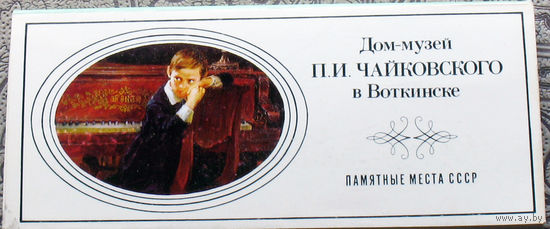 Дом-музей
П.И. ЧАЙКОВСКОГО
в Воткинске
ПАМЯТНЫЕ МЕСТА СССР
www.ay.by